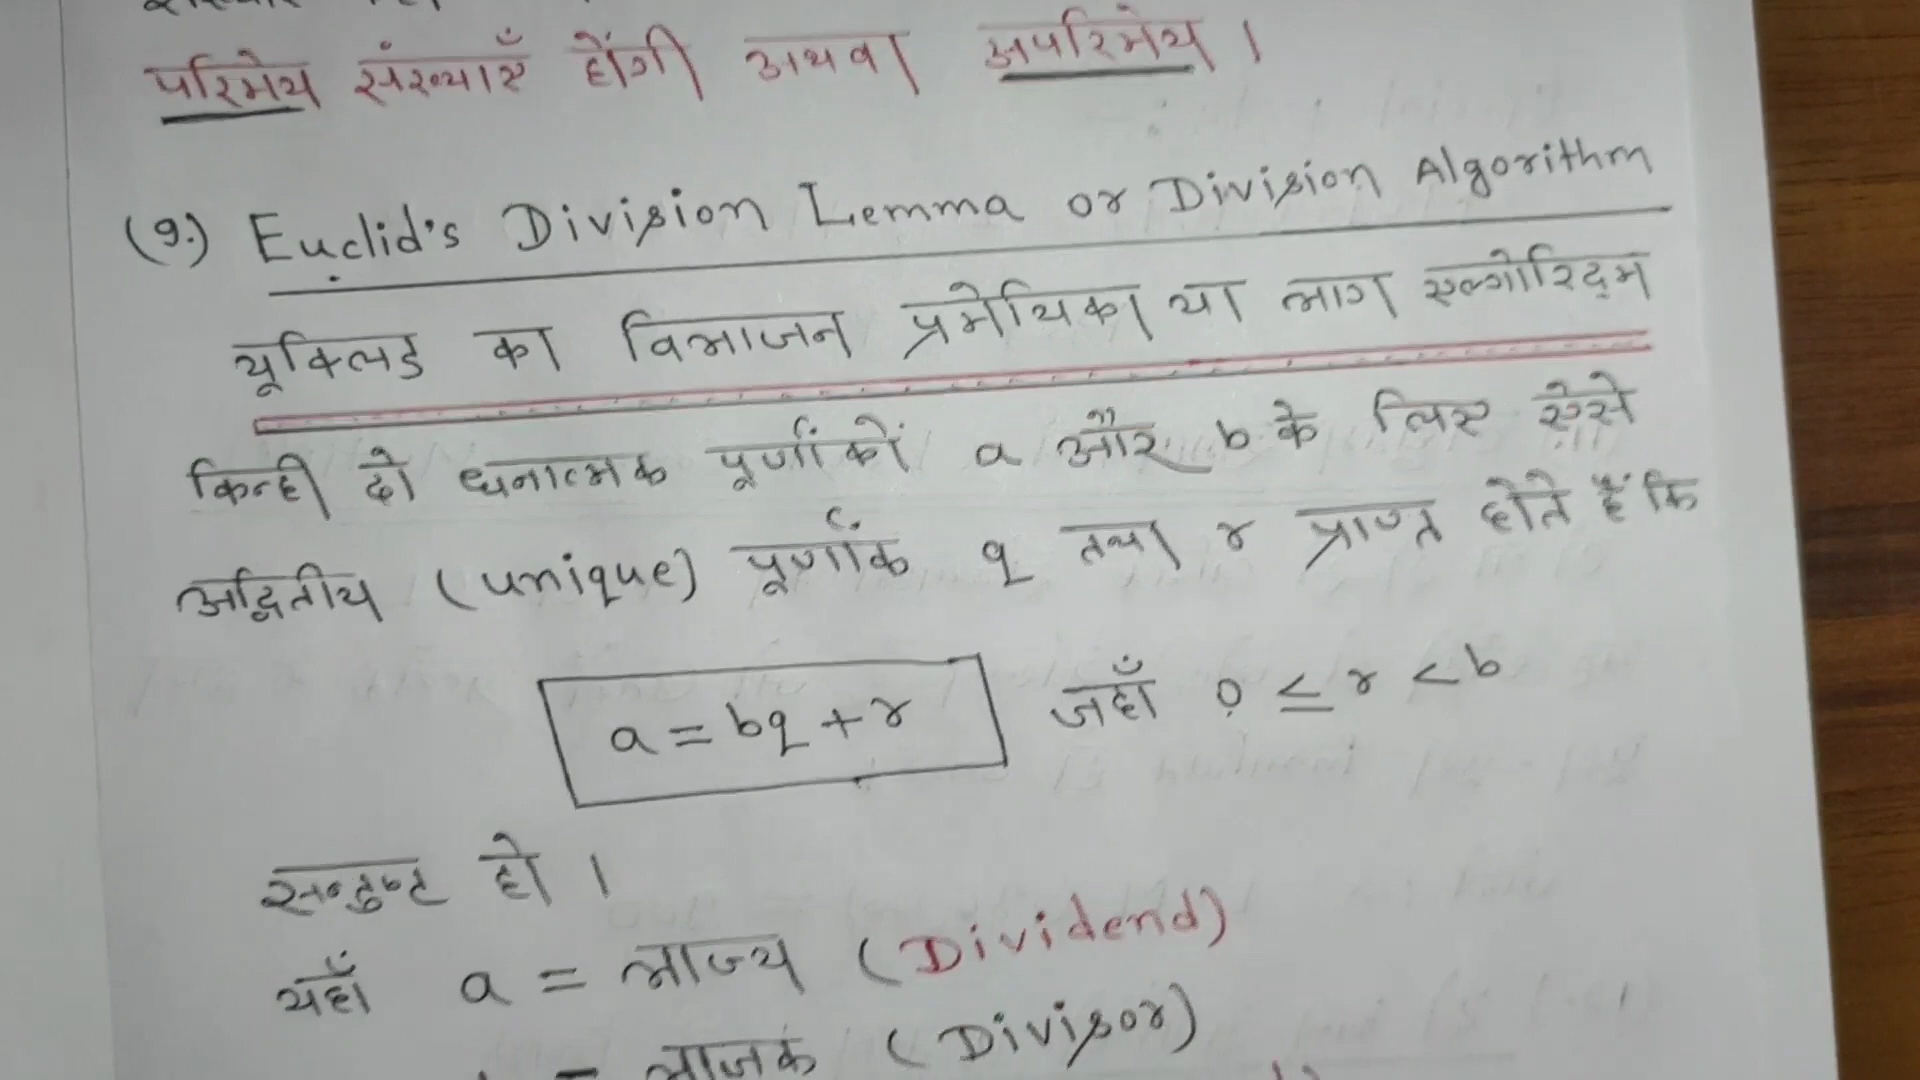 परिमेय संख्याएँ होंगी अथवा अपरिमेय ।
(9.) Euclid's Division Lemma or Division Algorithm
यूक्लिड का विभाजन प्रमेयिका या भाग एल्गोरिद्म
किन्ही दो धनात्मक पूर्णांकों a और b के लिए ऐसे
अद्वितीय (unique) पूर्णांक q तथा r प्राप्त होते हैं कि
a = bq + r जहाँ 0 ≤ r < b
सन्तुष्ट हो ।
यहाँ a = भाज्य (Dividend)
= भाजक (Divisor)